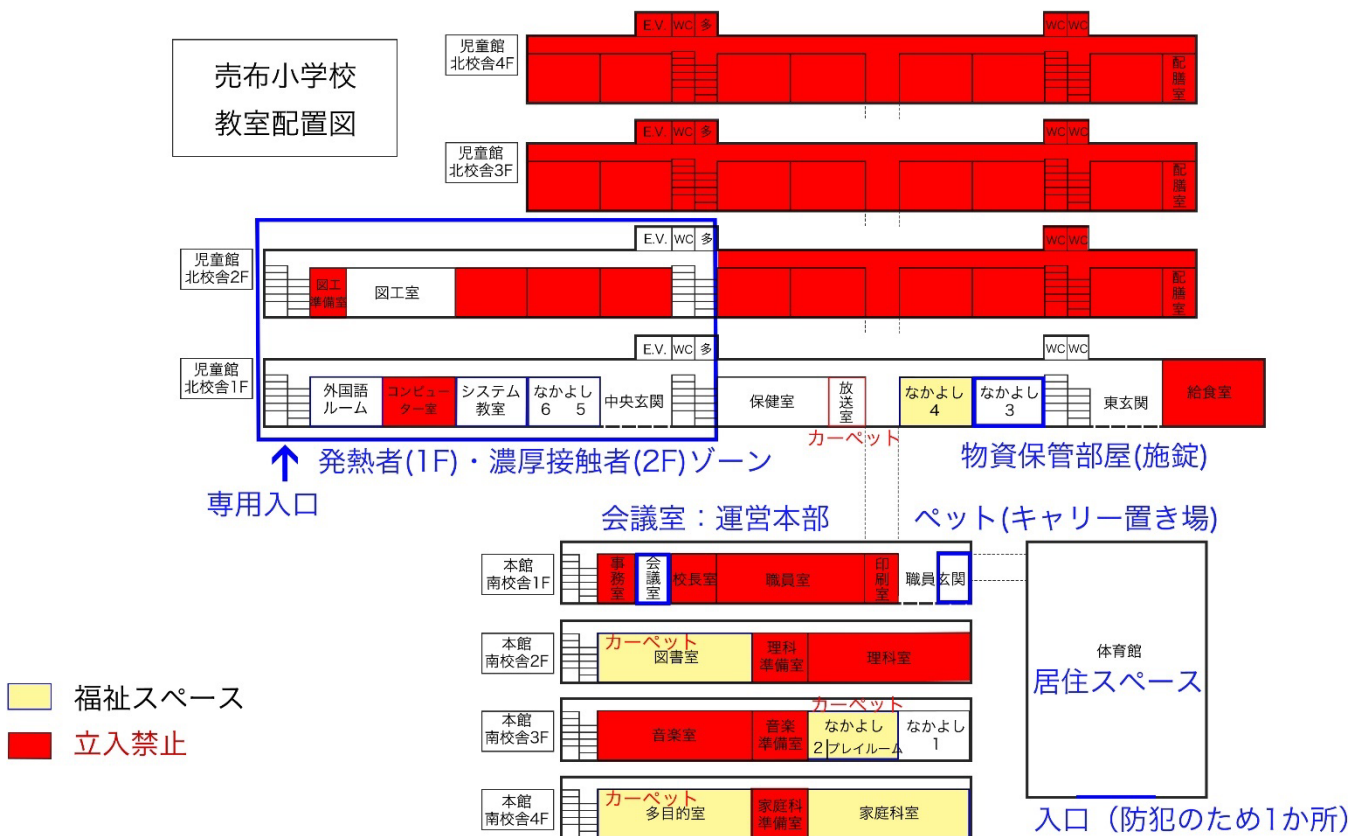 売布小学校
教室配置図
児童館
北校舎4F
E.V. WC 多
WC WC
配膳室
児童館
北校舎3F
E.V. WC 多
WC WC
配膳室
児童館
北校舎2F
E.V. WC 多
WC WC
図工
準備室
図工室
配膳室
児童館
北校舎1F
E.V. WC 多
WC WC
外国語
ルーム
コンピュー
ター室
システム
教室
なかよし
6 5
中央玄関
保健室
放送室
カーペット
なかよし
4
なかよし
3
東玄関
給食室
発熱者(1F)・濃厚接触者(2F)ゾーン
専用入口
物資保管部屋(施錠)
会議室：運営本部
ペット(キャリー置き場)
本館
南校舎1F
事務室
会議室
校長室
職員室
印刷室
職員玄関
本館
南校舎2F
カーペット
図書室
理科
準備室
理科室
本館
南校舎3F
音楽室
音楽
準備室
カーペット
なかよし
2|プレイルーム
なかよし
1
本館
南校舎4F
カーペット
多目的室
家庭科
準備室
家庭科室
体育館
居住スペース
入口（防犯のため1か所）
福祉スペース
立入禁止